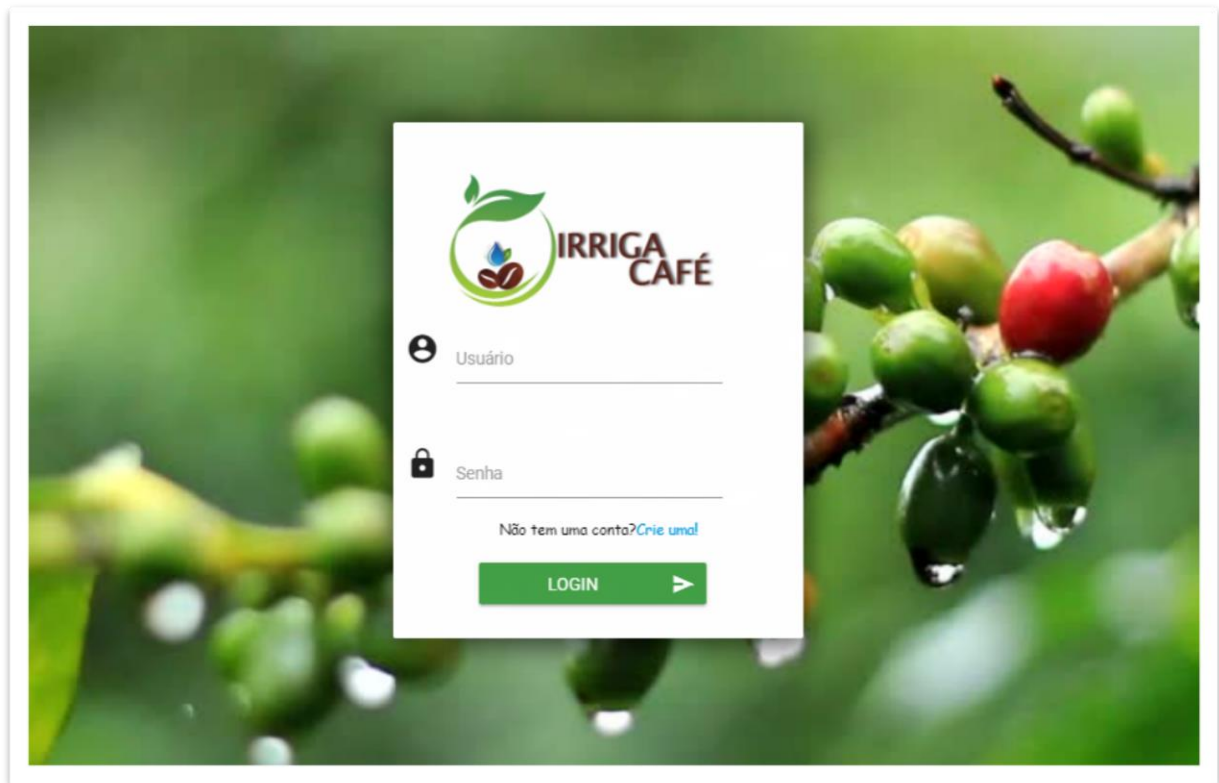 IRRIGA
CAFÉ
Usuário
Senha
Não tem uma conta?Crie uma!
LOGIN